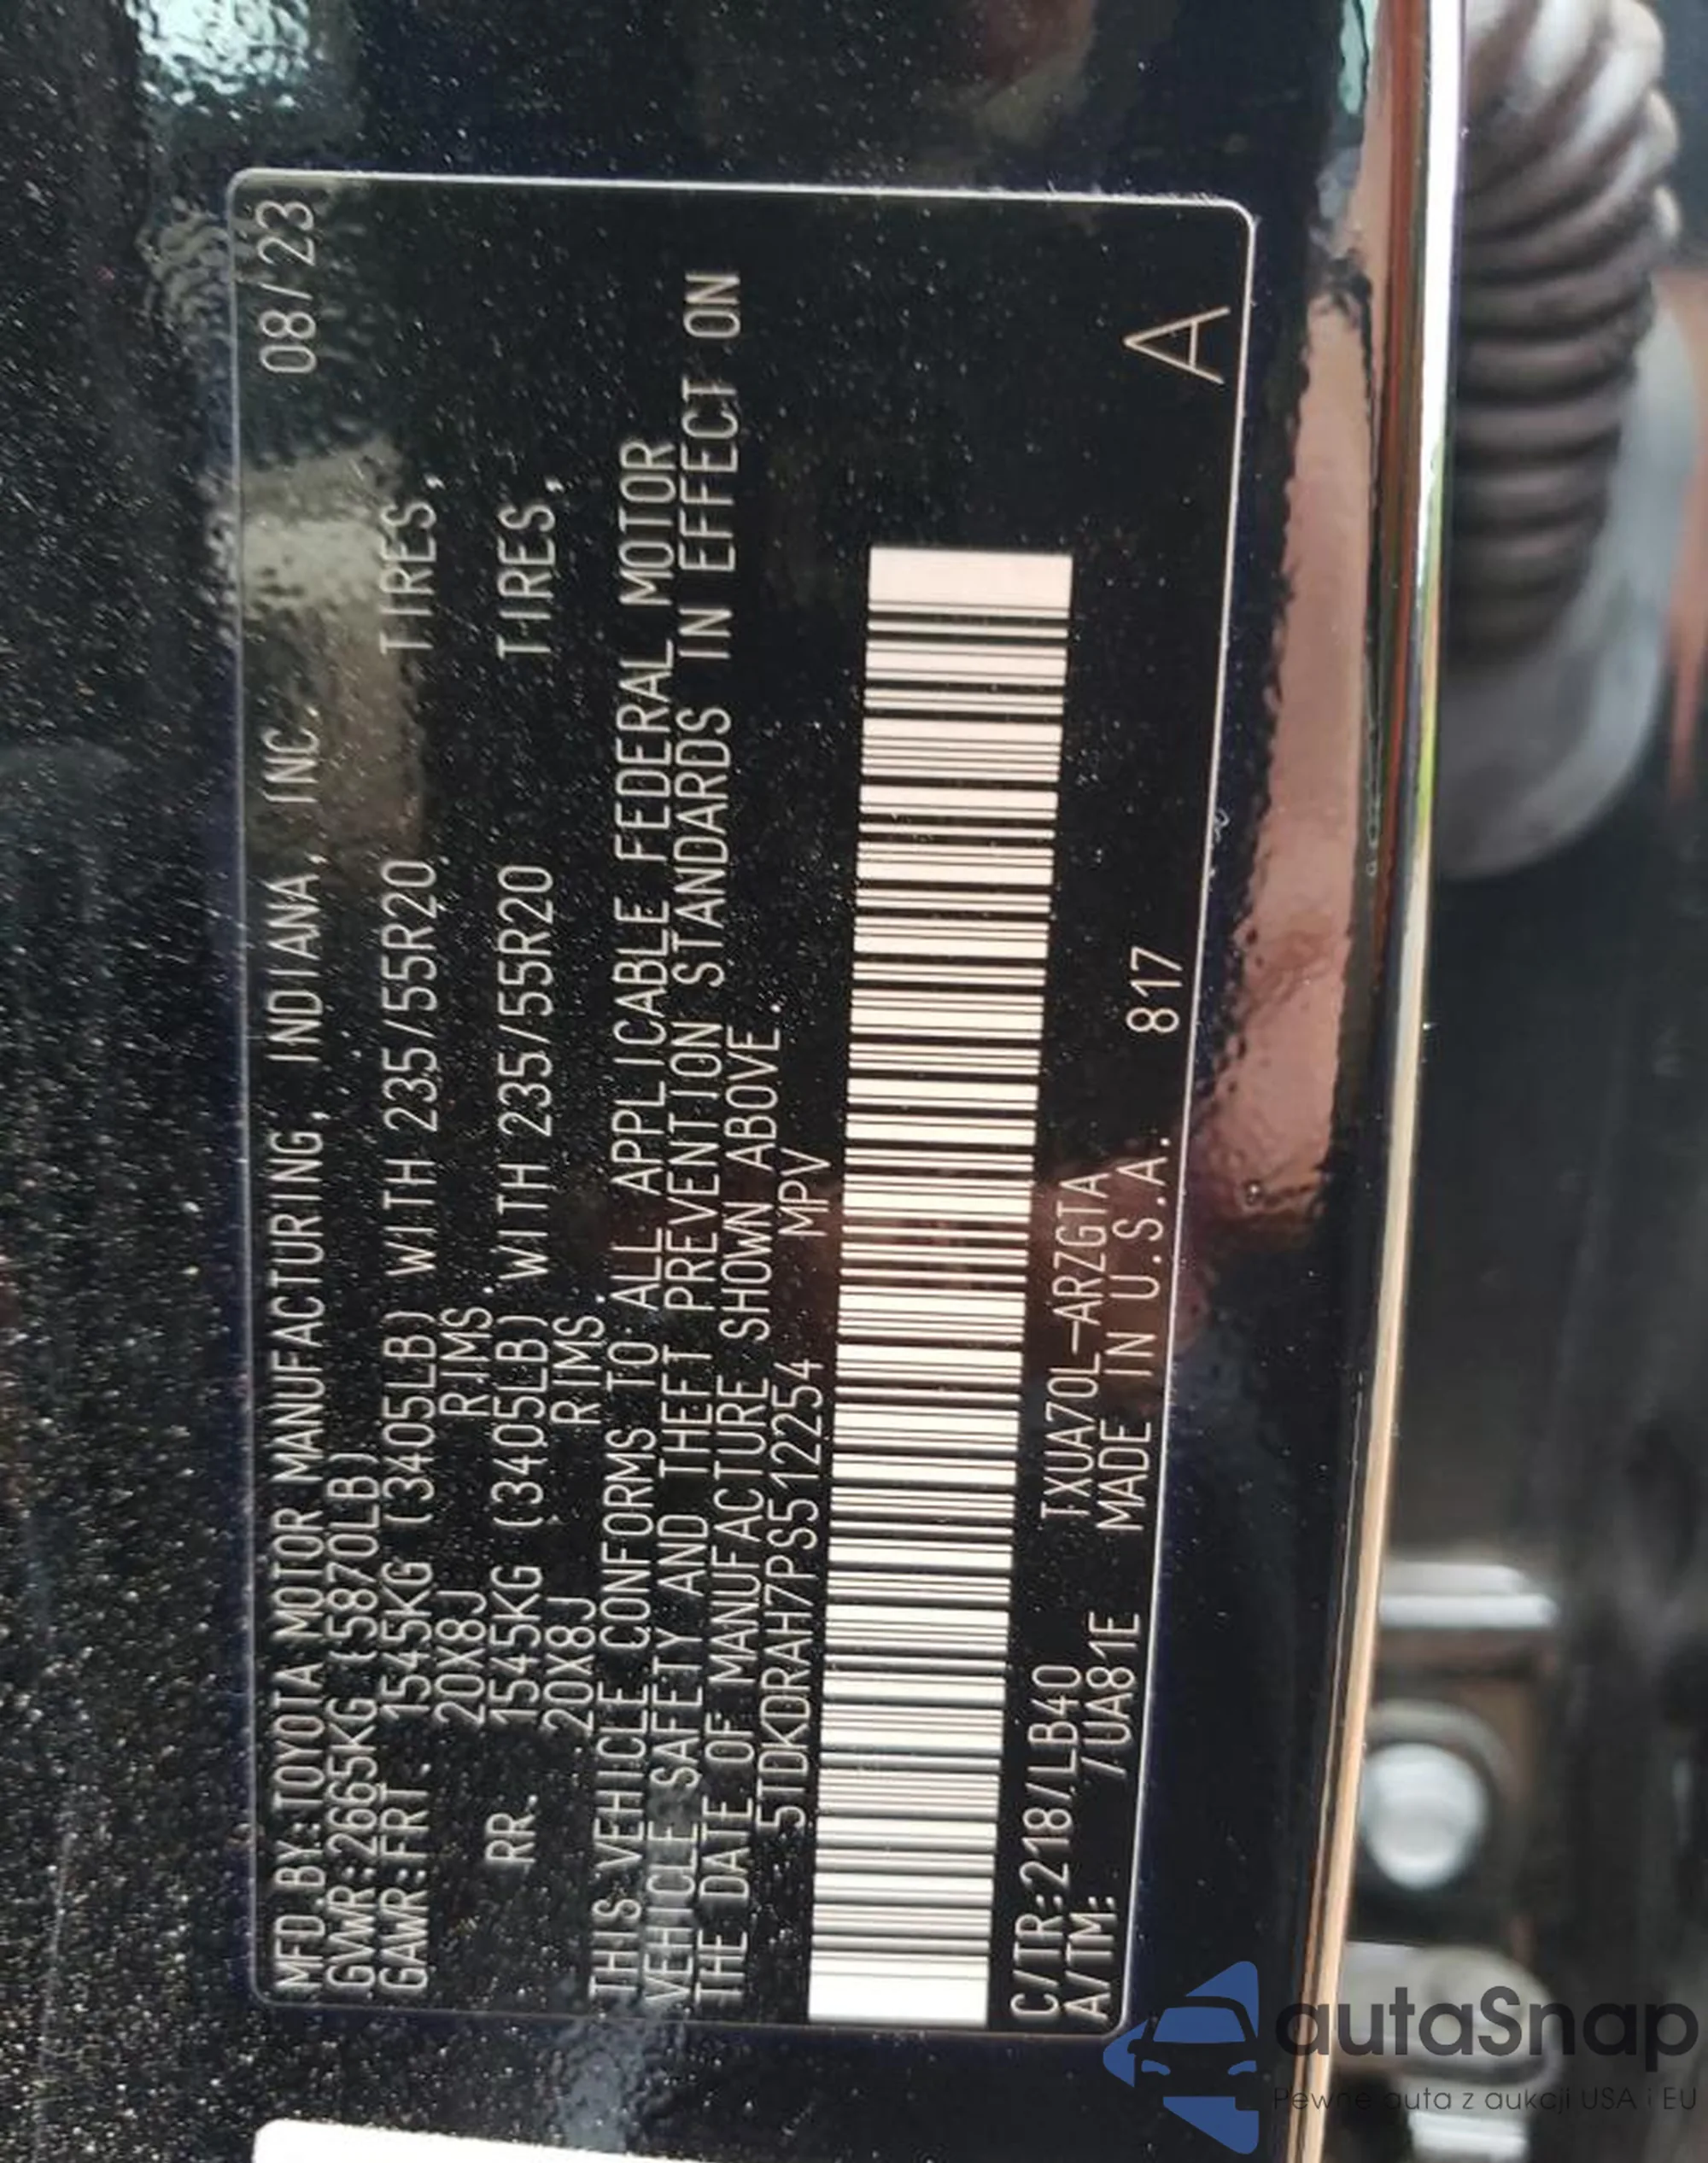 MFD.BY:TOYOTA MOTOR MANUFACTURING, INDIANA, INC. 08/23
GVWR:2665KG (5870LB)
GAWR:FRT. 1545KG (3405LB) WITH 235/55R20 TIRES,
20X8J RIMS.
RR. 1545KG (3405LB) WITH 235/55R20 TIRES,
20X8J RIMS.
THIS VEHICLE CONFORMS TO ALL APPLICABLE FEDERAL MOTOR
VEHICLE SAFETY AND THEFT PREVENTION STANDARDS IN EFFECT ON
THE DATE OF MANUFACTURE SHOWN ABOVE.
5TDKDRAH7PS512254 MPV
C/TR:218/LB40 TXUA70L-ARZGTA
A/TM: /UA81E MADE IN U.S.A. 817
A
autaSnap
Pewne auta z aukcji USA i EU